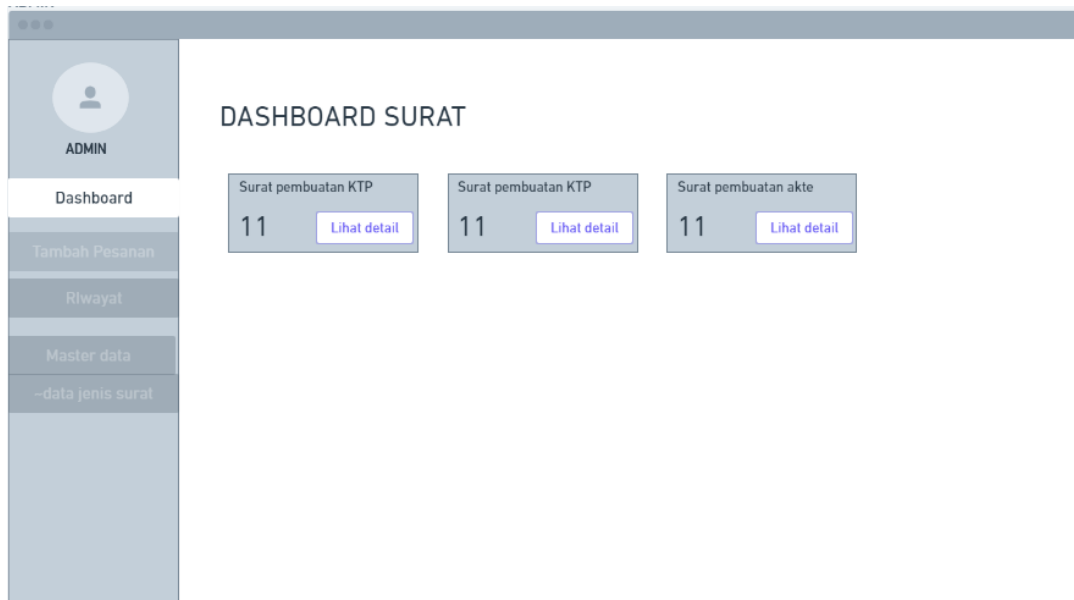 ADMIN
DASHBOARD SURAT
Dashboard
Tambah Pesanan
RIwayat
Master data
–data jenis surat
Surat pembuatan KTP
11
Lihat detail
Surat pembuatan KTP
11
Lihat detail
Surat pembuatan akte
11
Lihat detail